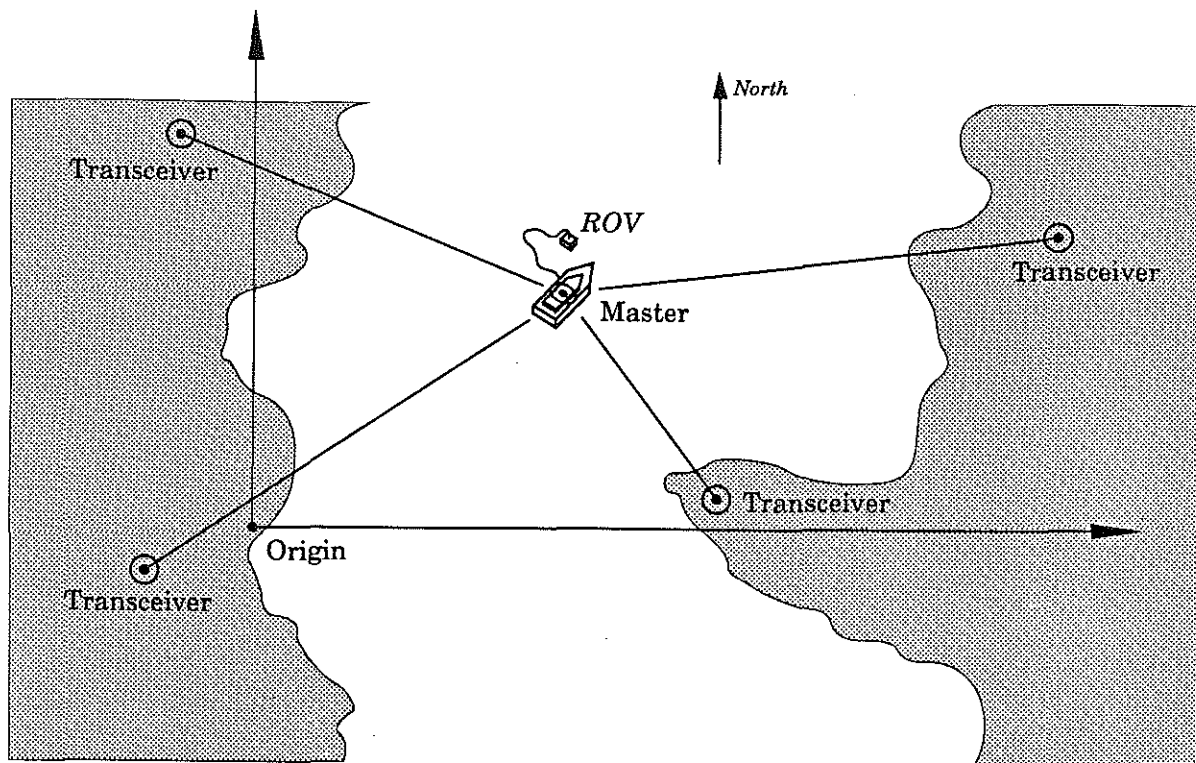 North
Transceiver
ROV
Transceiver
Master
Transceiver
Origin
Transceiver